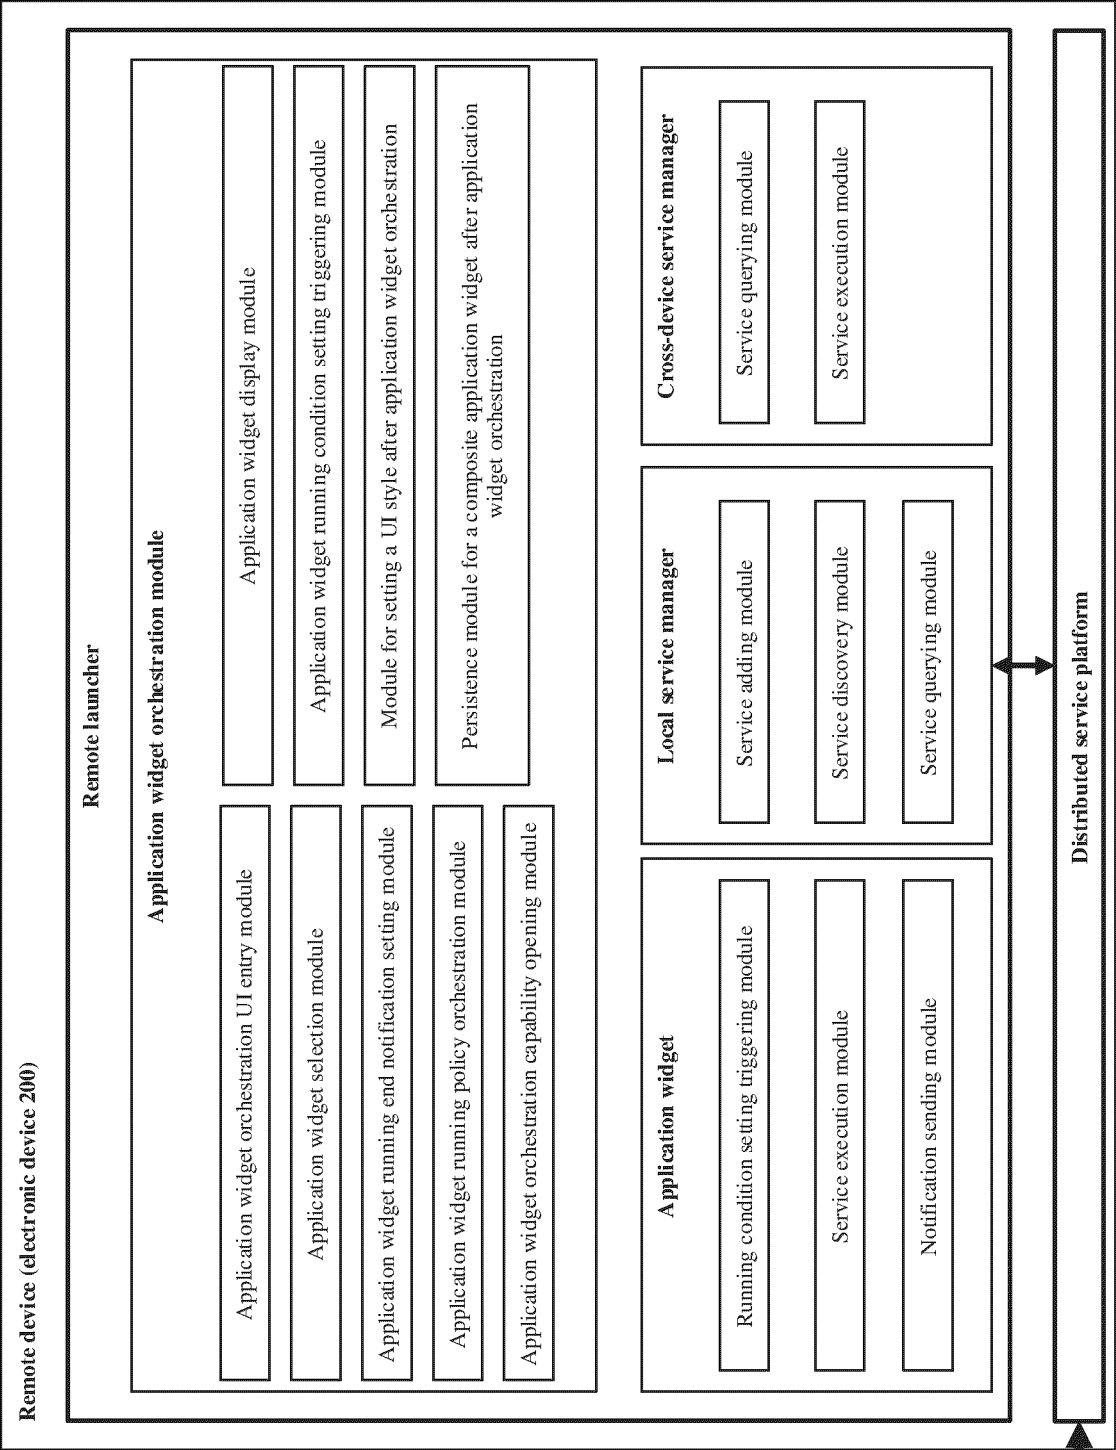 Remote device (electronic device 200)
Remote launcher
Application widget orchestration module
Application widget orchestration UI entry module
Application widget display module
Application widget selection module
Application widget running condition setting triggering module
Application widget running end notification setting module
Module for setting a UI style after application widget orchestration
Application widget running policy orchestration module
Persistence module for a composite application widget after application
widget orchestration
Application widget orchestration capability opening module
Application widget
Running condition setting triggering module
Service execution module
Notification sending module
Local service manager
Service adding module
Service discovery module
Service querying module
Cross-device service manager
Service querying module
Service execution module
Distributed service platform